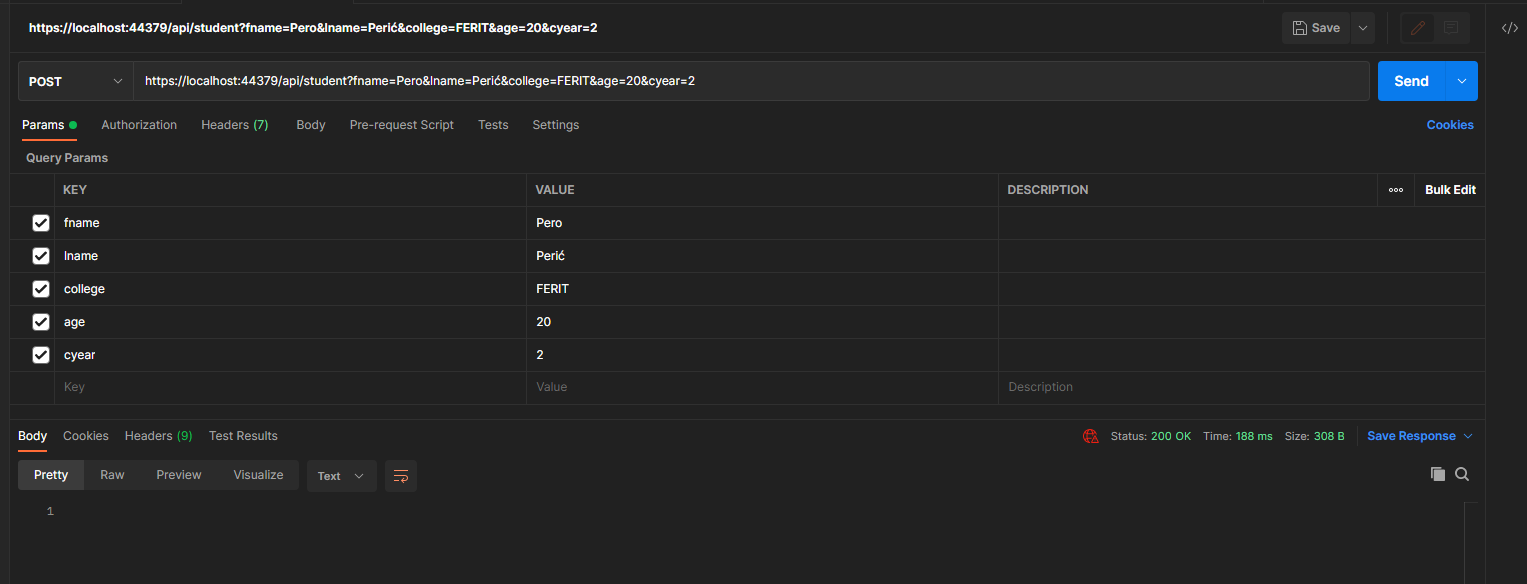 https://localhost:44379/api/student?fname=Pero&lname=Perić&college=FERIT&age=20&cyear=2
Save
</>
POST
https://localhost:44379/api/student?fname=Pero&lname=Perić&college=FERIT&age=20&cyear=2
Send
Params Authorization Headers (7) Body Pre-request Script Tests Settings Cookies
Query Params
KEY VALUE DESCRIPTION ooo Bulk Edit
fname Pero
lname Perić
college FERIT
age 20
cyear 2
Key Value Description
Body Cookies Headers (9) Test Results Status: 200 OK Time: 188 ms Size: 308 B Save Response
Pretty Raw Preview Visualize Text
1